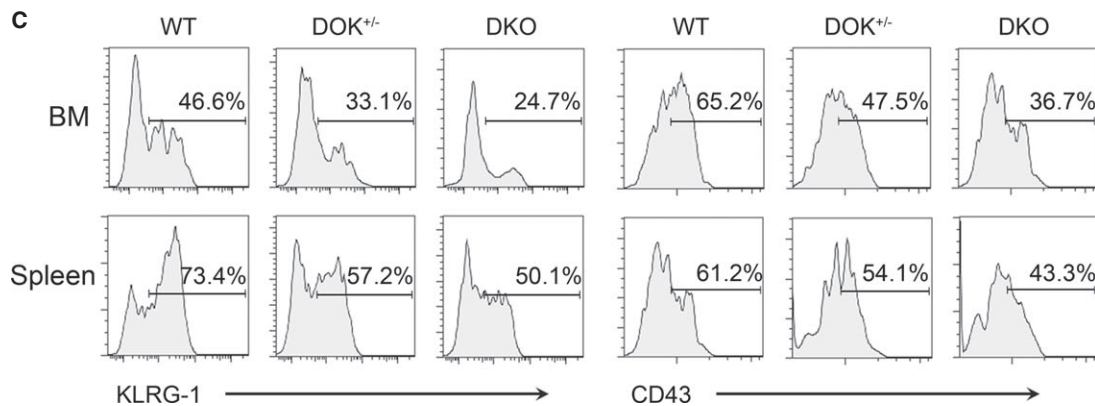 C
WT DOK+/- DKO WT DOK+/- DKO
BM 46.6% 33.1% 24.7% 65.2% 47.5% 36.7%
Spleen 73.4% 57.2% 50.1% 61.2% 54.1% 43.3%
KLRG-1 CD43